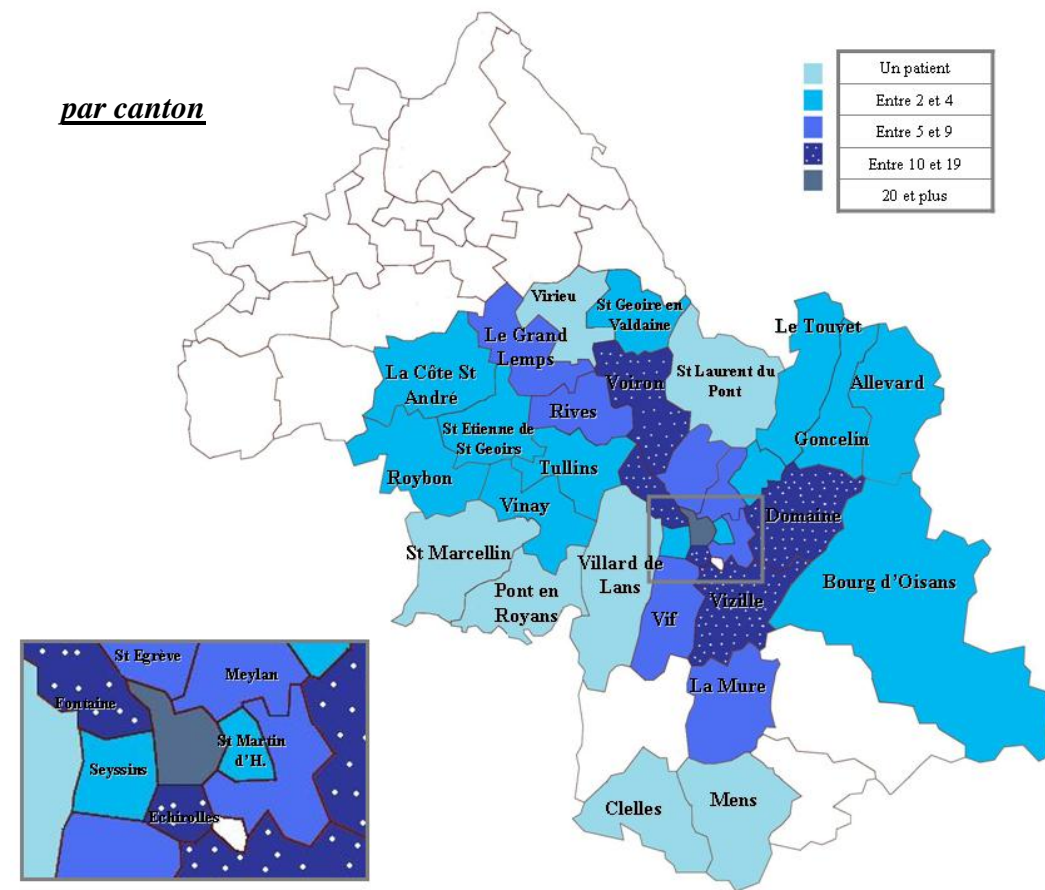 par canton
Un patient
Entre 2 et 4
Entre 5 et 9
Entre 10 et 19
20 et plus
Virieu
St Geoire en
Valdaine
Le Touvet
Le Grand
Lemps
La Côte St
André
Voiron
St Laurent du
Pont
Allevard
Rives
St Etienne de
St Geoirs
Goncelin
Tullins
Roybon
Vinay
Domaine
St Marcellin
Villard de
Lans
Bourg d'Oisans
Pont en
Royans
Vizille
Vif
La Mure
Clelles
Mens
St Egrève
Meylan
Fontaine
St Martin
d'H.
Seyssins
Echirolles